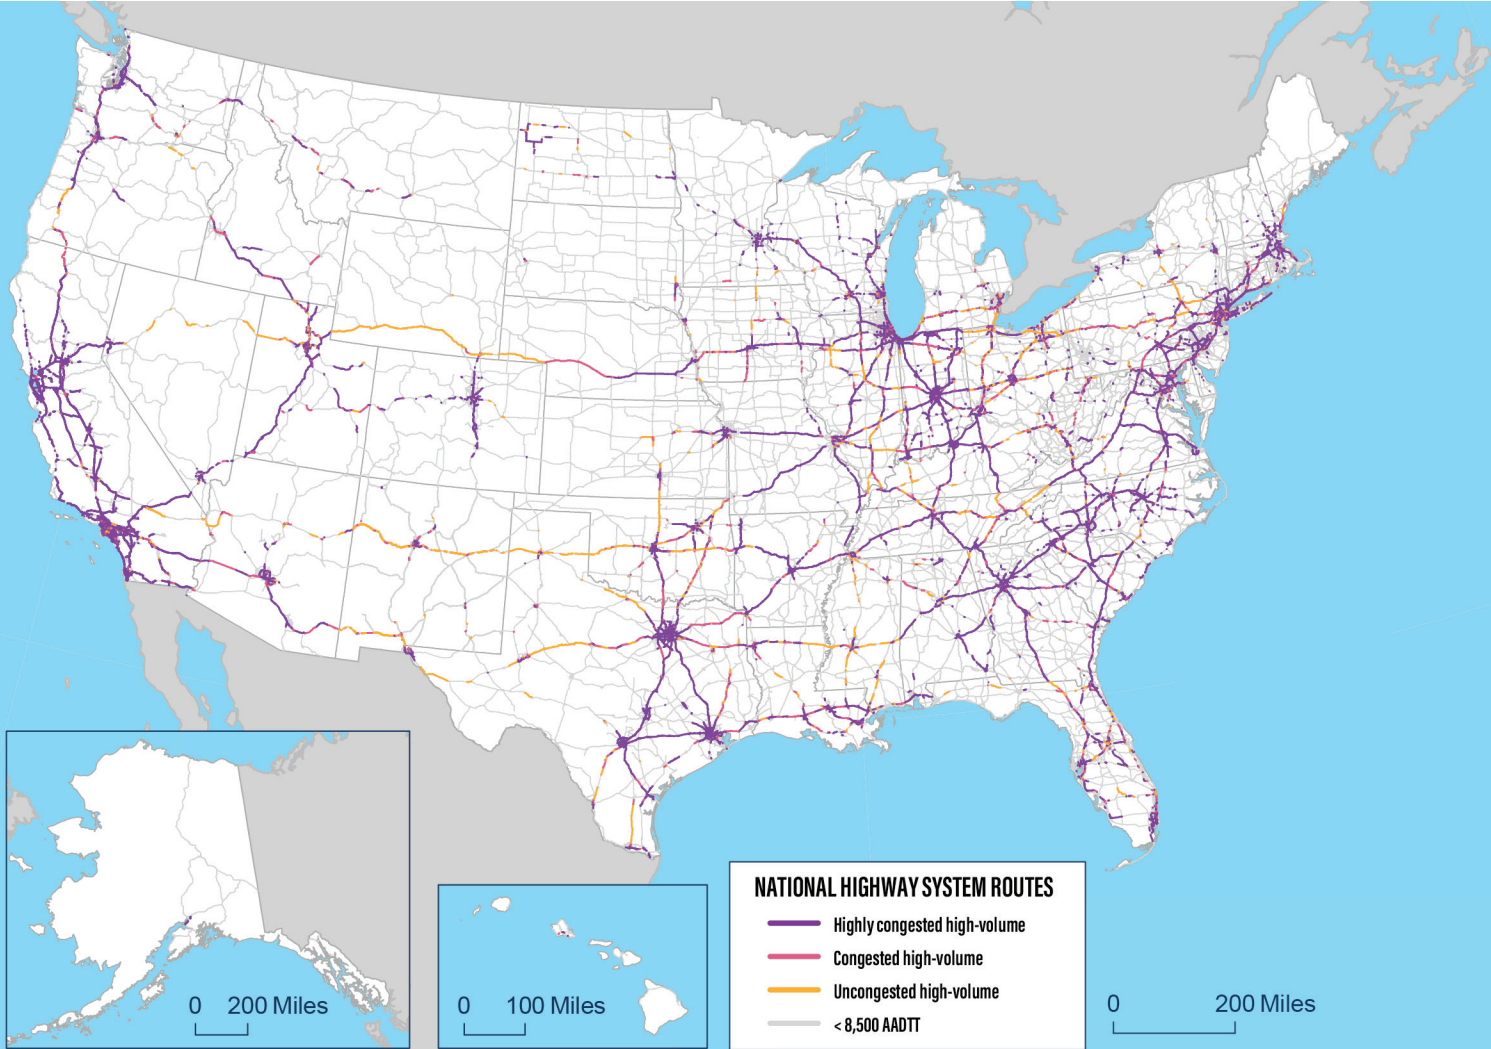 NATIONAL HIGHWAY SYSTEM ROUTES
Highly congested high-volume
Congested high-volume
Uncongested high-volume
< 8,500 AADTT
0 200 Miles
0 100 Miles
0 200 Miles